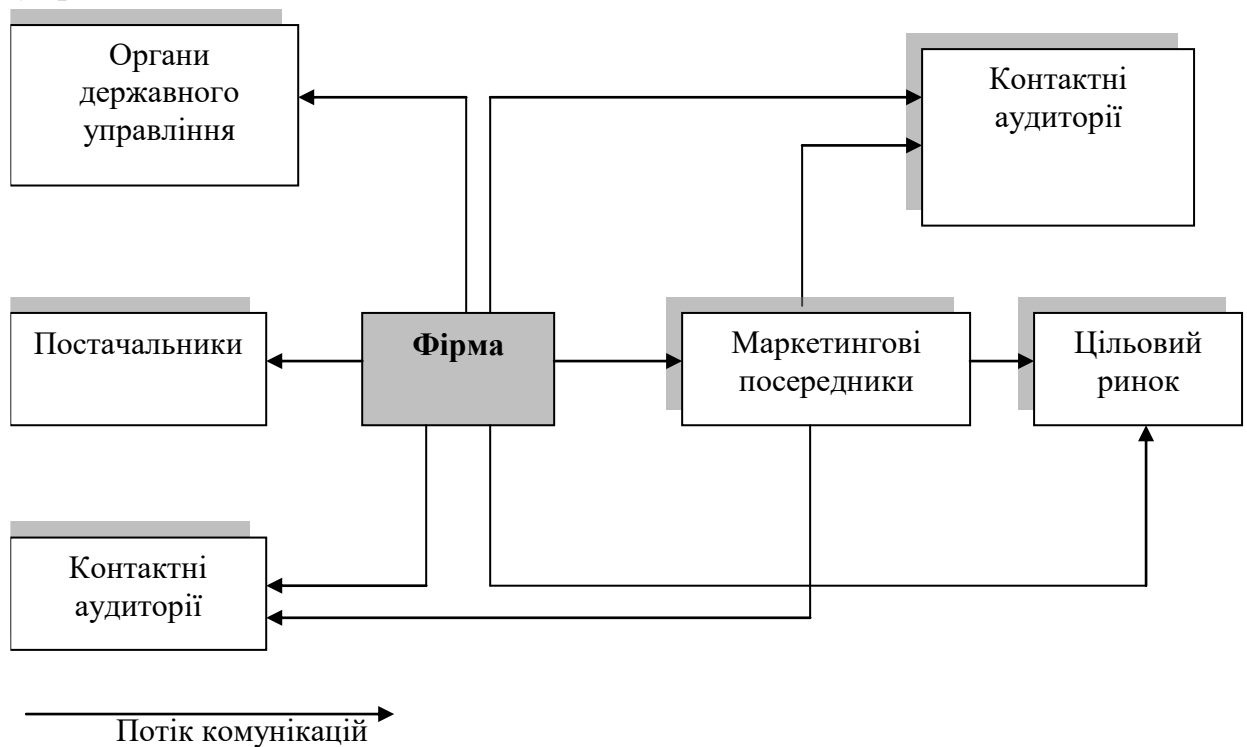 Органи
державного
управління
Контактні
аудиторії
Постачальники
Фірма
Маркетингові
посередники
Цільовий
ринок
Контактні
аудиторії
Потік комунікацій